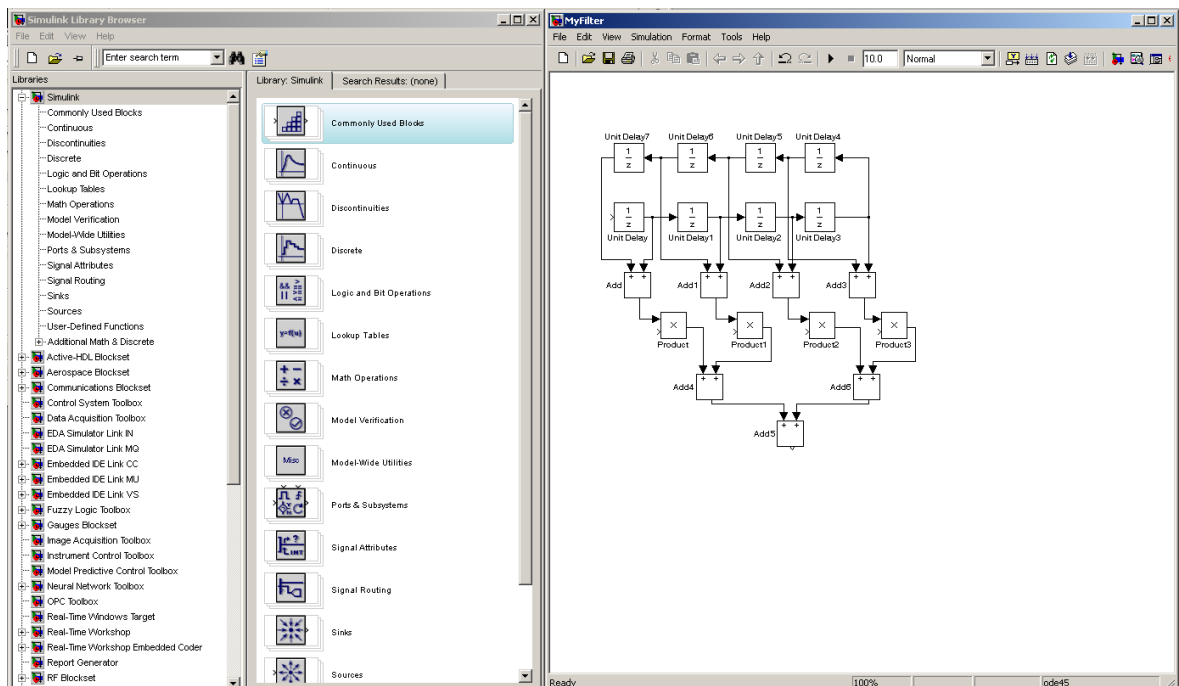 Simulink Library Browser
File Edit View Help
Enter search term
Libraries
Simulink
Commonly Used Blocks
Continuous
Discontinuities
Discrete
Logic and Bit Operations
Lookup Tables
Math Operations
Model Verification
Model-Wide Utilities
Ports & Subsystems
Signal Attributes
Signal Routing
Sinks
Sources
User-Defined Functions
Additional Math & Discrete
Active-HDL Blockset
Aerospace Blockset
Communications Blockset
Control System Toolbox
Data Acquisition Toolbox
EDA Simulator Link IN
EDA Simulator Link MQ
Embedded IDE Link CC
Embedded IDE Link MU
Embedded IDE Link VS
Fuzzy Logic Toolbox
Gauges Blockset
Image Acquisition Toolbox
Instrument Control Toolbox
Model Predictive Control Toolbox
Neural Network Toolbox
OPC Toolbox
Real-Time Windows Target
Real-Time Workshop
Real-Time Workshop Embedded Coder
Report Generator
RF Blockset
Library: Simulink Search Results: (none)
Commonly Used Blocks
Continuous
Discontinuities
Discrete
&& >=
|| <=
Logic and Bit Operations
y=f(u)
Lookup Tables
+ −
÷ ×
Math Operations
Model Verification
Misc
Model-Wide Utilities
Ports & Subsystems
Signal Attributes
Signal Routing
Sinks
Sources
MyFilter
File Edit View Simulation Format Tools Help
10.0 Normal
Unit Delay7 Unit Delay6 Unit Delay5 Unit Delay4
1 1 1 1
z z z z
1 1 1 1
z z z z
Unit Delay Unit Delay1 Unit Delay2 Unit Delay3
+ + + + + + + +
Add Add1 Add2 Add3
× × × ×
Product Product1 Product2 Product3
+ + + +
Add4 Add6
+ +
Add5
Ready 100% ode45